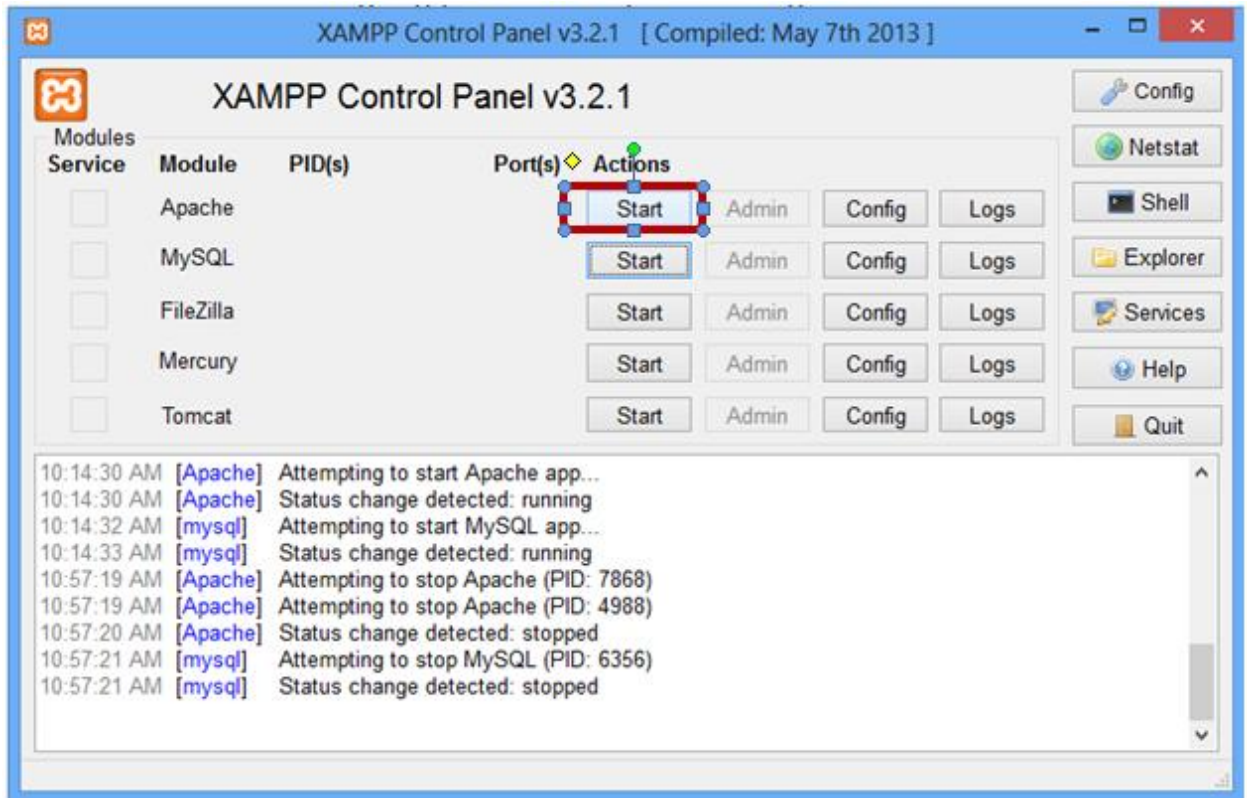 XAMPP Control Panel v3.2.1 [ Compiled: May 7th 2013 ]
XAMPP Control Panel v3.2.1
Config
Modules
Netstat
Service Module PID(s) Port(s) Actions
Apache Start Admin Config Logs
Shell
MySQL Start Admin Config Logs
Explorer
FileZilla Start Admin Config Logs
Services
Mercury Start Admin Config Logs
Help
Tomcat Start Admin Config Logs
Quit
10:14:30 AM [Apache] Attempting to start Apache app...
10:14:30 AM [Apache] Status change detected: running
10:14:32 AM [mysql] Attempting to start MySQL app...
10:14:33 AM [mysql] Status change detected: running
10:57:19 AM [Apache] Attempting to stop Apache (PID: 7868)
10:57:19 AM [Apache] Attempting to stop Apache (PID: 4988)
10:57:20 AM [Apache] Status change detected: stopped
10:57:21 AM [mysql] Attempting to stop MySQL (PID: 6356)
10:57:21 AM [mysql] Status change detected: stopped